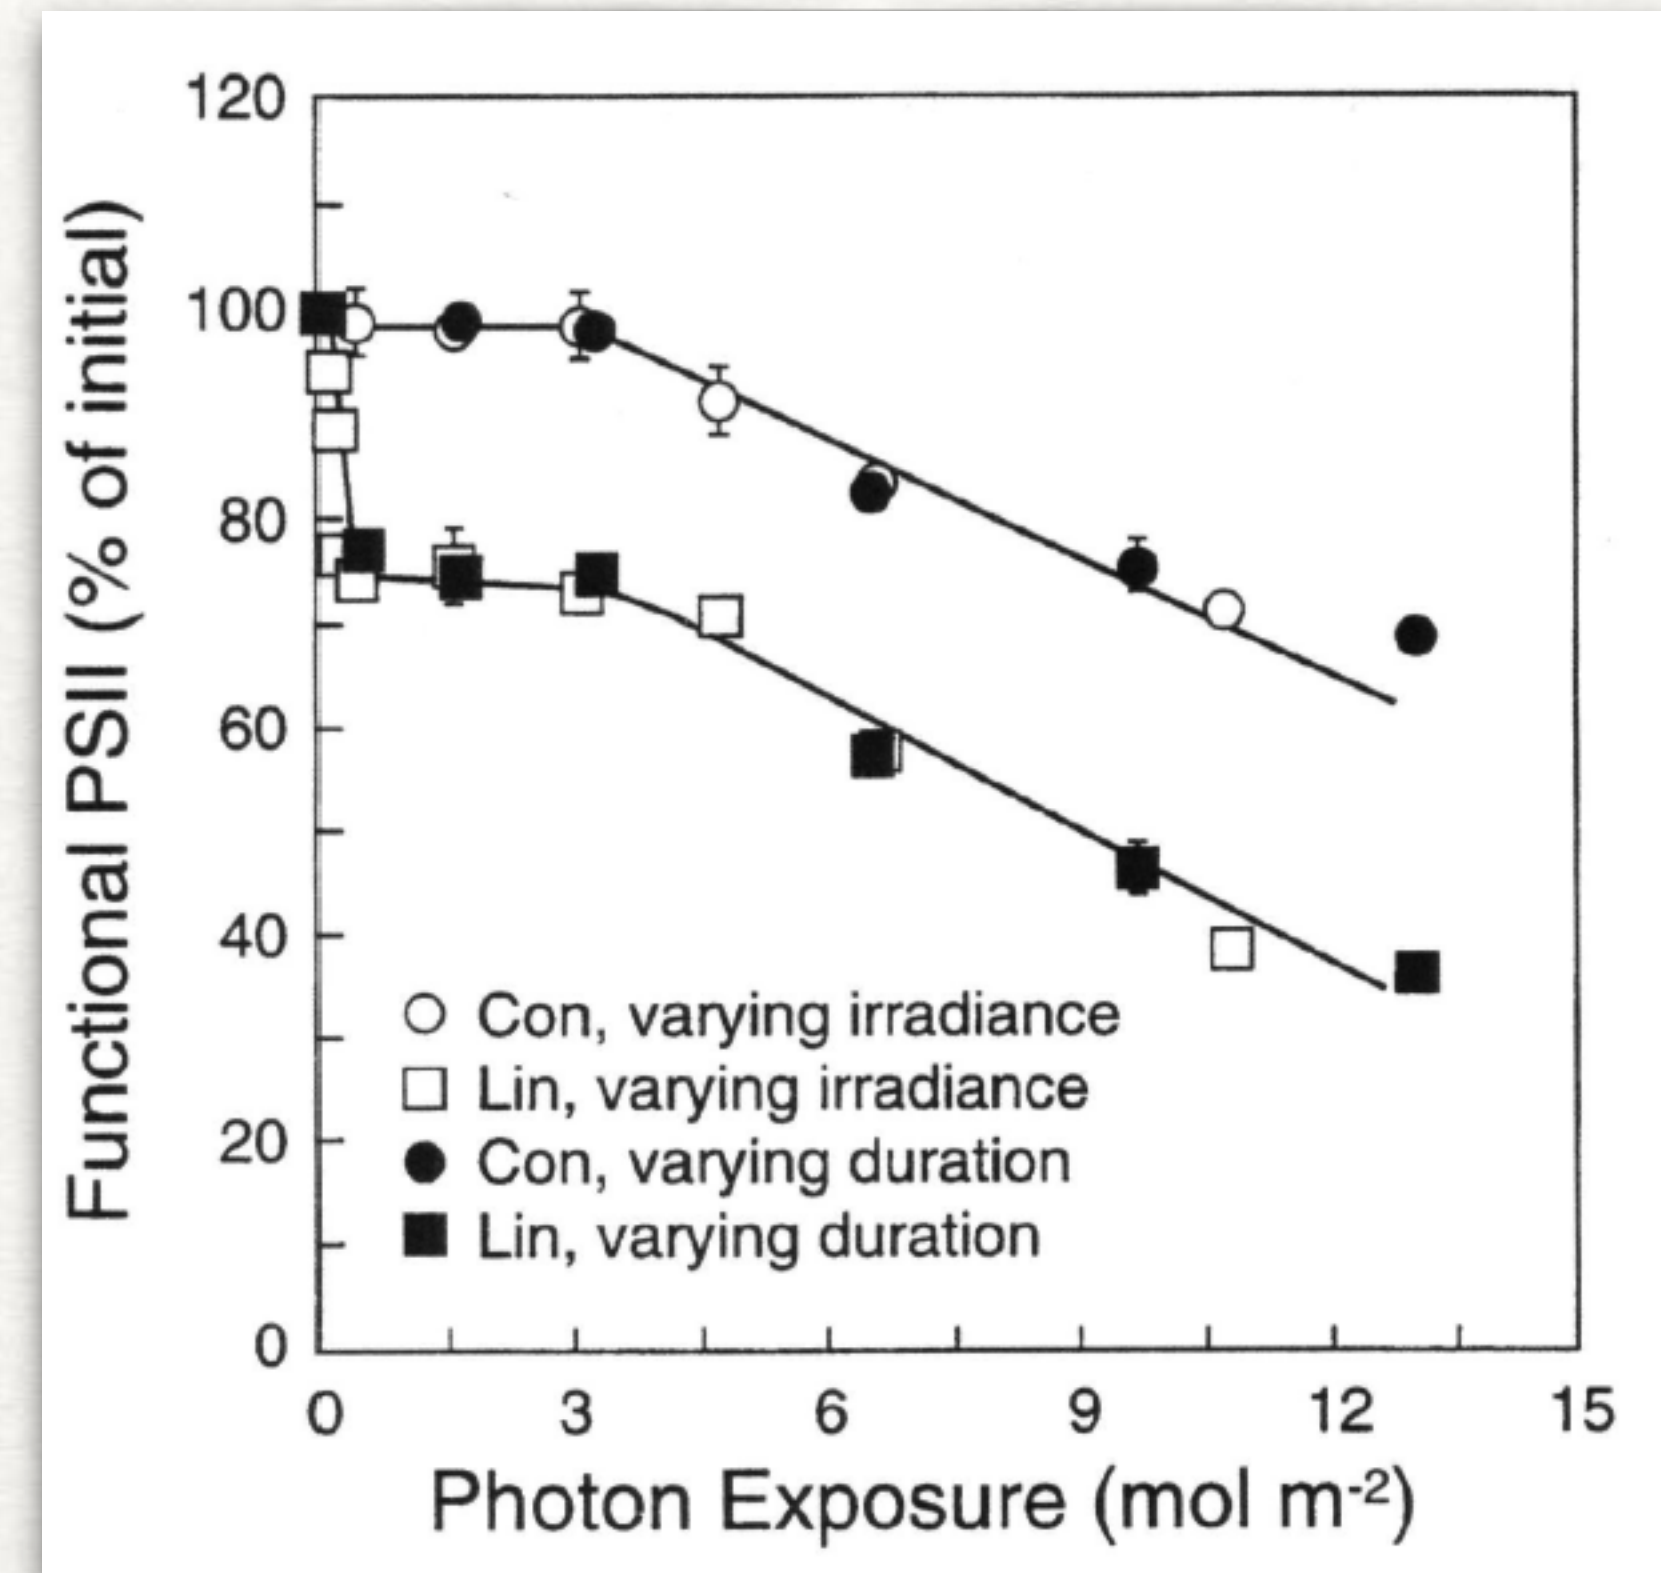 Functional PSII (% of initial)
120
100
80
60
40
20
0
Con, varying irradiance
Lin, varying irradiance
Con, varying duration
Lin, varying duration
0 3 6 9 12 15
Photon Exposure (mol m-2)